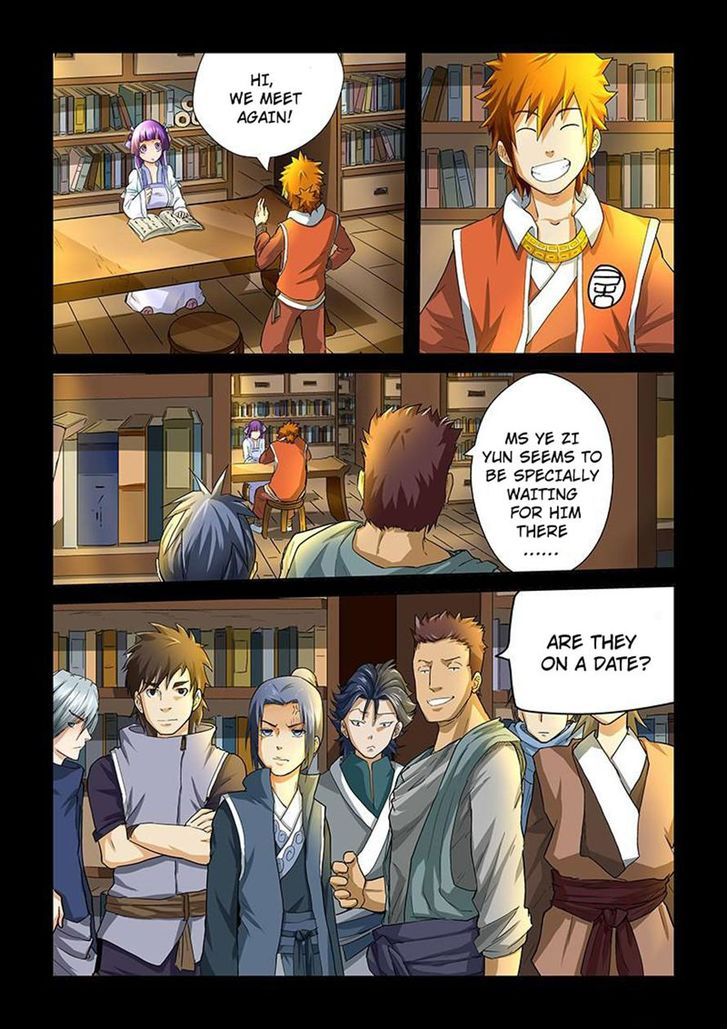 HI,
WE MEET
AGAIN!
MS YE ZI
YUN SEEMS TO
BE SPECIALLY
WAITING
FOR HIM
THERE
......
ARE THEY
ON A DATE?